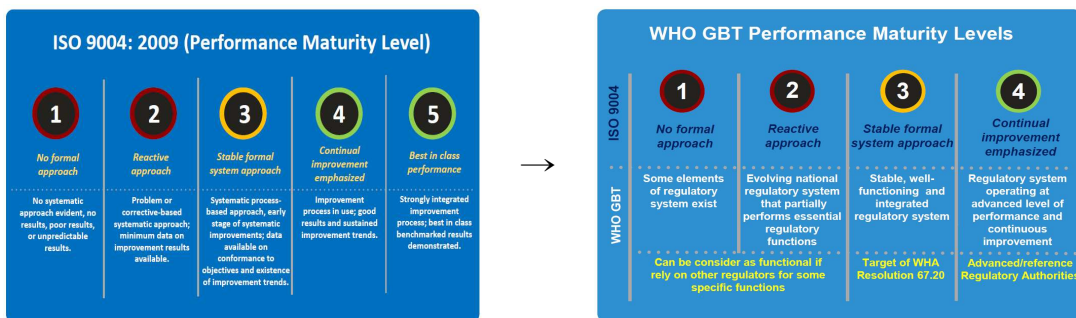 ISO 9004: 2009 (Performance Maturity Level)
1
2
3
4
5
No formal
approach
Reactive
approach
Stable formal
system approach
Continual
improvement
emphasized
Best in class
performance
No systematic
approach evident, no
results, poor results,
or unpredictable
results.
Problem or
corrective-based
systematic approach;
minimum data on
improvement results
available.
Systematic process-
based approach, early
stage of systematic
improvements; data
available on
conformance to
objectives and existence
of improvement trends.
Improvement
process in use; good
results and sustained
improvement trends.
Strongly integrated
improvement
process; best in class
benchmarked results
demonstrated.
→
WHO GBT Performance Maturity Levels
ISO 9004
1
2
3
4
No formal
approach
Reactive
approach
Stable formal
system approach
Continual
improvement
emphasized
WHO GBT
Some elements
of regulatory
system exist
Evolving national
regulatory system
that partially
performs essential
regulatory
functions
Stable, well-
functioning and
integrated
regulatory system
Regulatory system
operating at
advanced level of
performance and
continuous
improvement
Can be consider as functional if
rely on other regulators for some
specific functions
Target of WHA
Resolution 67.20
Advanced/reference
Regulatory Authorities